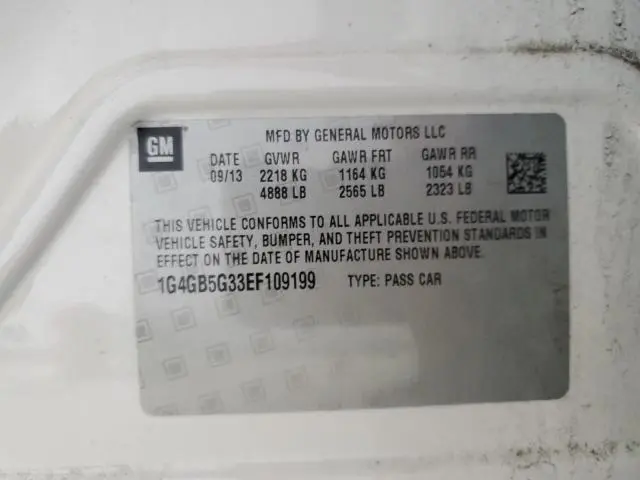 GM
MFD BY GENERAL MOTORS LLC
DATE GVWR GAWR FRT GAWR RR
09/13 2218 KG 1164 KG 1054 KG
4888 LB 2565 LB 2323 LB
THIS VEHICLE CONFORMS TO ALL APPLICABLE U.S. FEDERAL MOTOR
VEHICLE SAFETY, BUMPER, AND THEFT PREVENTION STANDARDS IN
EFFECT ON THE DATE OF MANUFACTURE SHOWN ABOVE.
1G4GB5G33EF109199 TYPE: PASS CAR